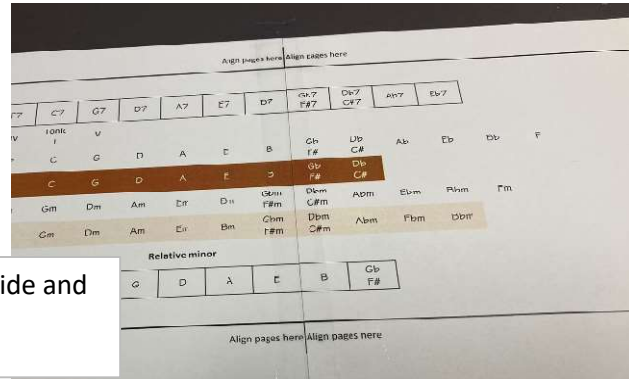 Align pages here Align pages here
C7 G7 D7 A7 E7 Gb7 Db7 Ab7 Eb7
F#7 C#7
IV Tonic V
I
C G D A E B Gb Db Ab Eb Bb F
F# C#
C G D A E Gb Db
F# C#
Gm Dm Am Em Gbm Dbm Abm Ebm Bbm Fm
F#m C#m
Gm Dm Am Em Bm Gbm Dbm Abm Ebm Bbm
F#m C#m
Relative minor
G D A E B Gb
F#
ide and
Align pages here Align pages here